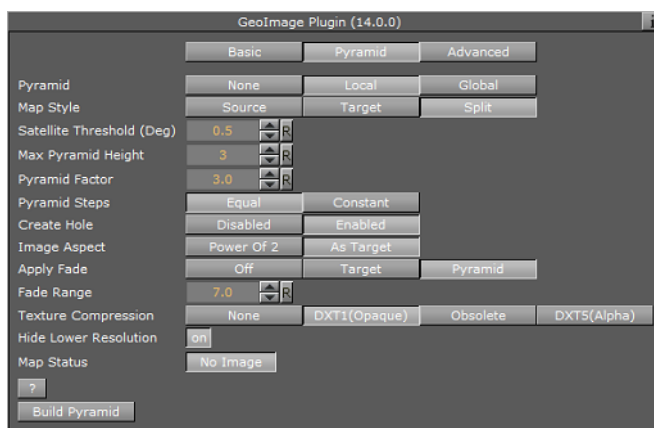 GeoImage Plugin (14.0.0) i
Basic Pyramid Advanced
Pyramid None Local Global
Map Style Source Target Split
Satellite Threshold (Deg) 0.5 R
Max Pyramid Height 3 R
Pyramid Factor 3.0 R
Pyramid Steps Equal Constant
Create Hole Disabled Enabled
Image Aspect Power Of 2 As Target
Apply Fade Off Target Pyramid
Fade Range 7.0 R
Texture Compression None DXT1(Opaque) Obsolete DXT5(Alpha)
Hide Lower Resolution on
Map Status No Image
?
Build Pyramid